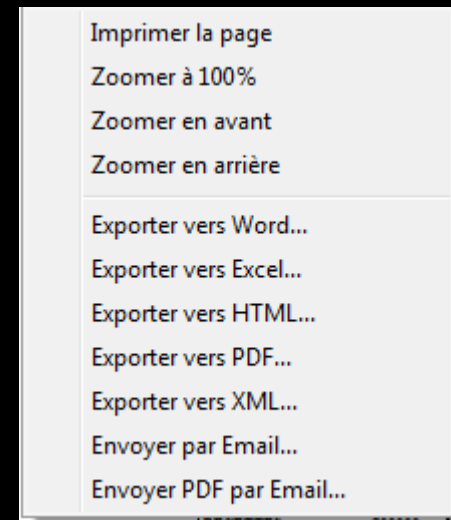 Imprimer la page
Zoomer à 100%
Zoomer en avant
Zoomer en arrière
Exporter vers Word...
Exporter vers Excel...
Exporter vers HTML...
Exporter vers PDF...
Exporter vers XML...
Envoyer par Email...
Envoyer PDF par Email...